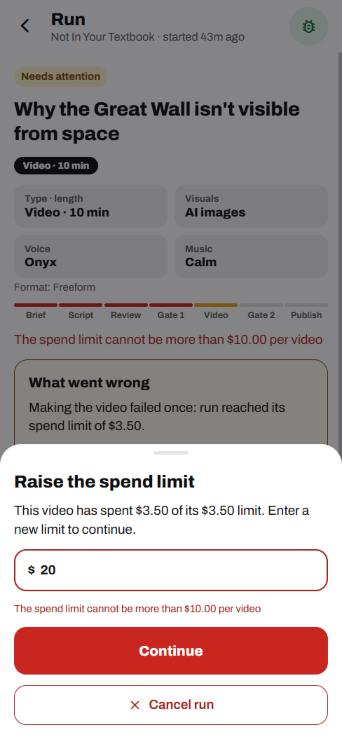 Run
Not In Your Textbook · started 43m ago
Needs attention
Why the Great Wall isn't visible
from space
Video · 10 min
Type · length
Video · 10 min
Visuals
AI images
Voice
Onyx
Music
Calm
Format: Freeform
Brief
Script
Review
Gate 1
Video
Gate 2
Publish
The spend limit cannot be more than $10.00 per video
What went wrong
Making the video failed once: run reached its
spend limit of $3.50.
Raise the spend limit
This video has spent $3.50 of its $3.50 limit. Enter a
new limit to continue.
$ 20
The spend limit cannot be more than $10.00 per video
Continue
× Cancel run